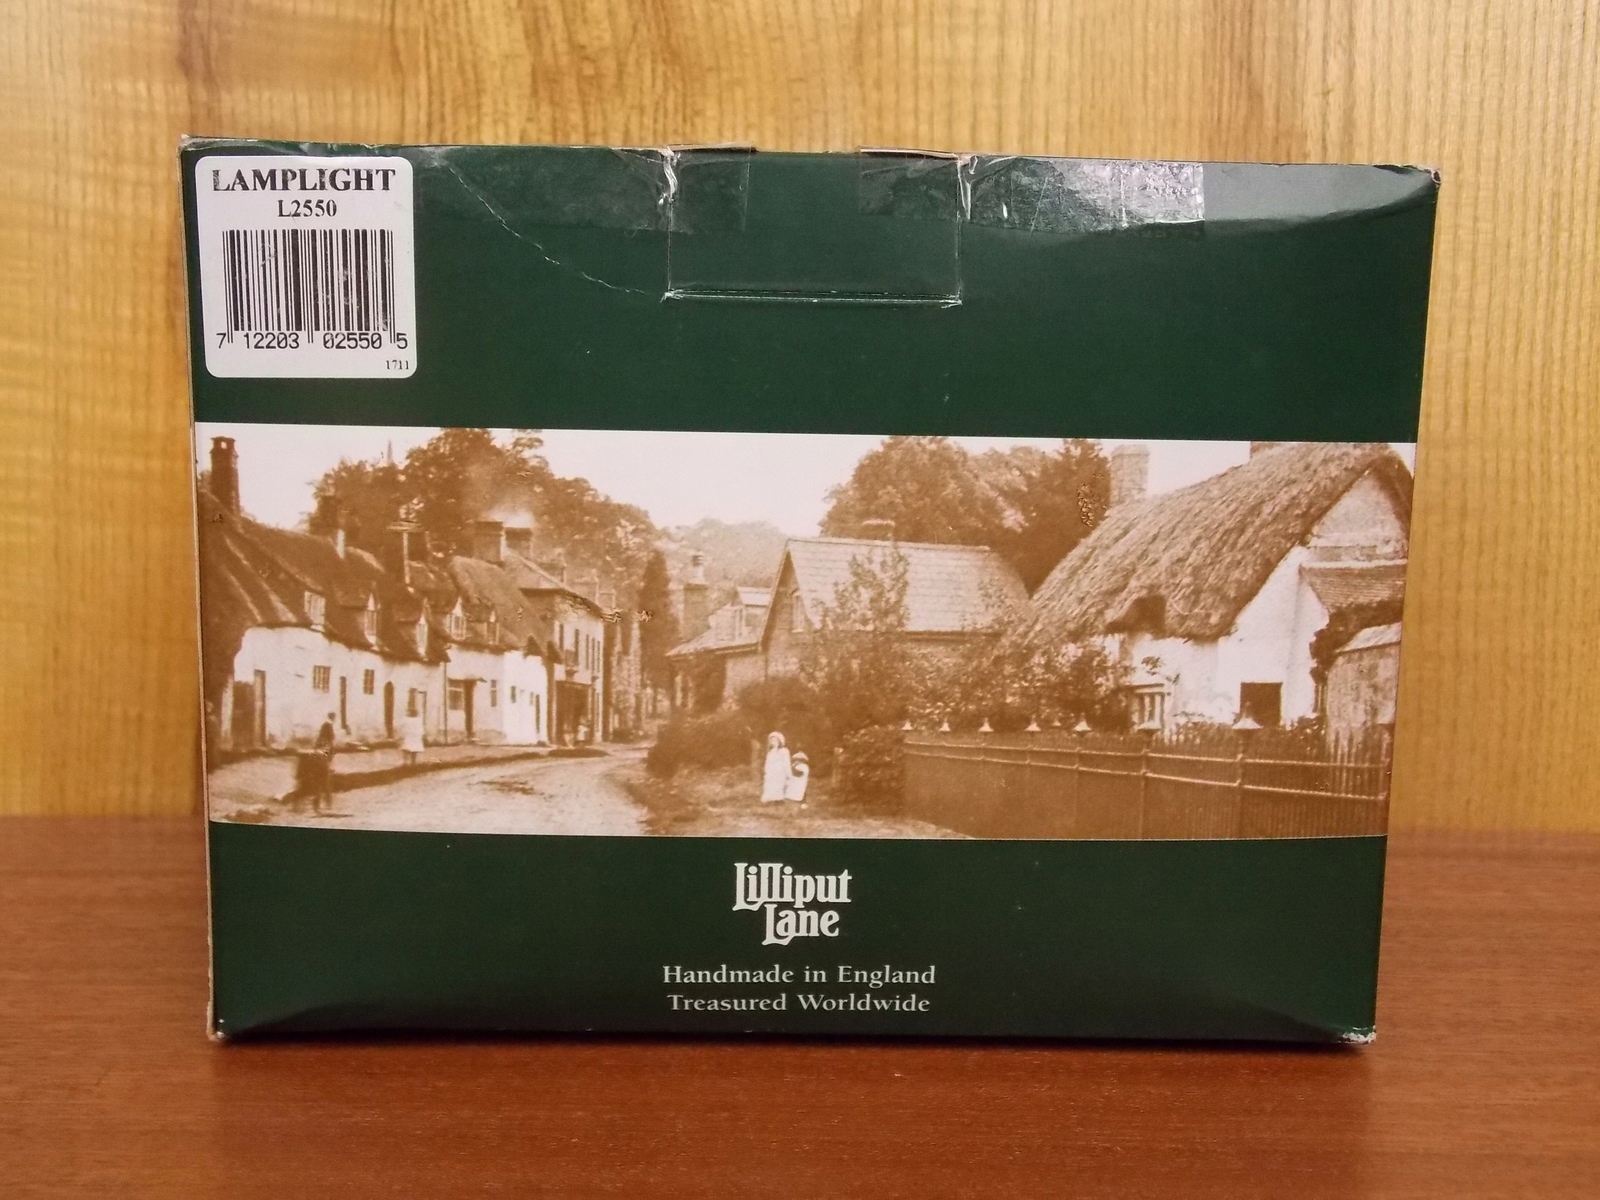 LAMPLIGHT
L2550
7 12203 02550 5
1711
Lilliput
Lane
Handmade in England
Treasured Worldwide